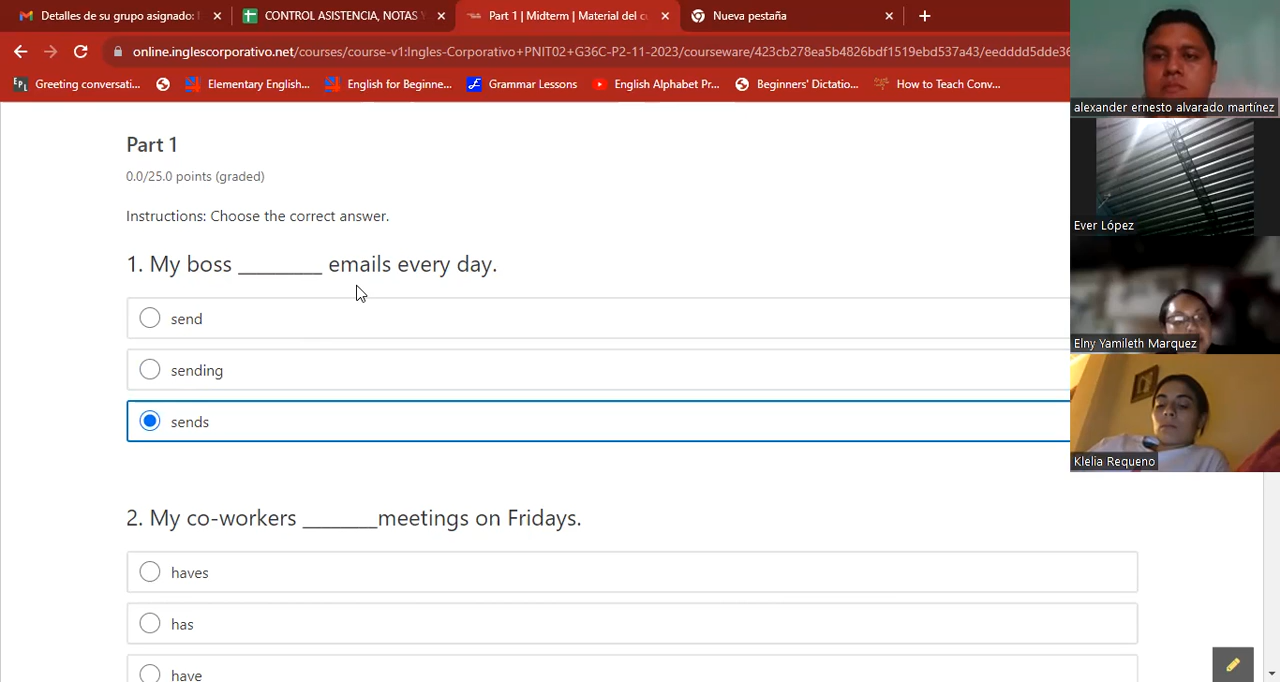 Detalles de su grupo asignado:
CONTROL ASISTENCIA, NOTAS Y
Part 1 | Midterm | Material del cu
Nueva pestaña
online.inglescorporativo.net/courses/course-v1:Ingles-Corporativo+PNIT02+G36C-P2-11-2023/courseware/423cb278ea5b4826bdf1519ebd537a43/eedddd5dde36
Greeting conversati...
Elementary English...
English for Beginne...
Grammar Lessons
English Alphabet Pr...
Beginners' Dictatio...
How to Teach Conv...
alexander ernesto alvarado martínez
Ever López
Elny Yamileth Marquez
Klelia Requeno
Part 1
0.0/25.0 points (graded)
Instructions: Choose the correct answer.
1. My boss ________ emails every day.
send
sending
sends
2. My co-workers _______meetings on Fridays.
haves
has
have